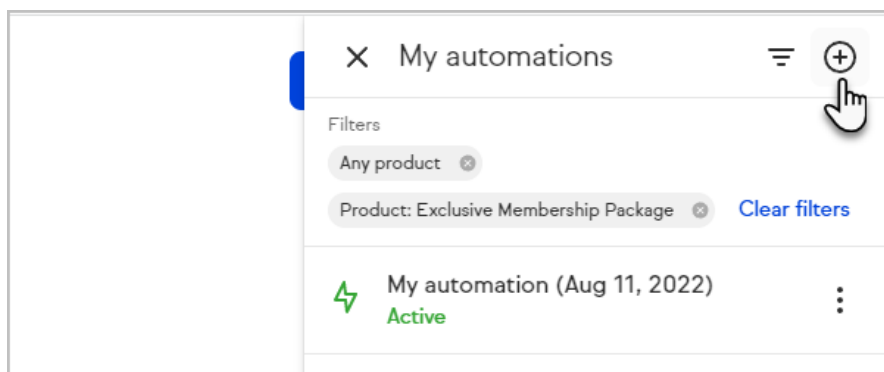 My automations
Filters
Any product
Product: Exclusive Membership Package
Clear filters
My automation (Aug 11, 2022)
Active